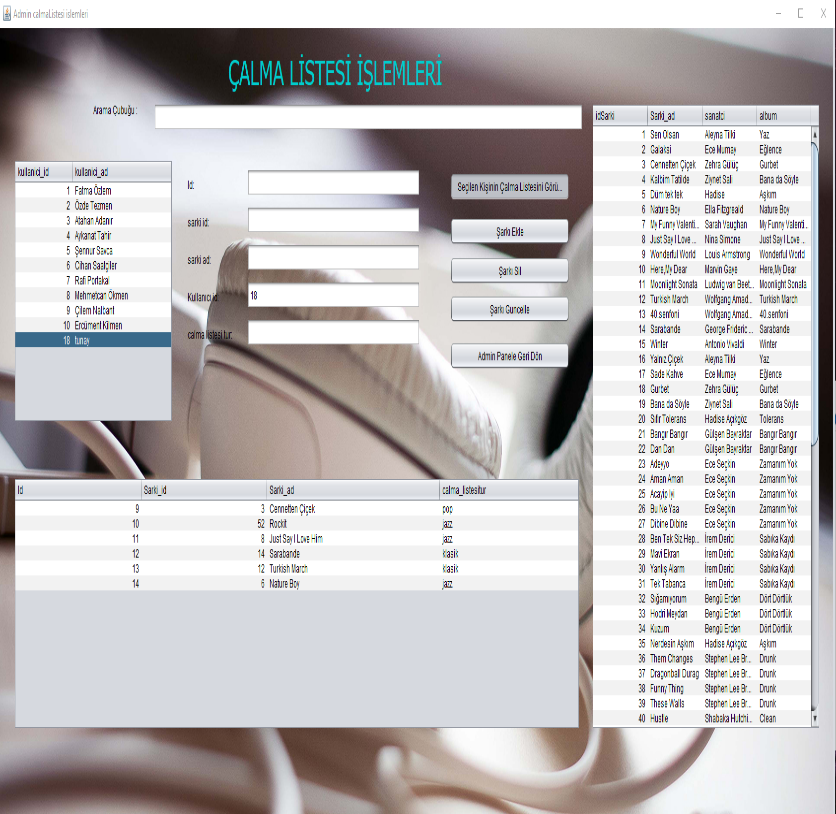 Admin calmaListesi islemleri
ÇALMA LİSTESİ İŞLEMLERİ
Arama Çubuğu :
kullanici_id kullanici_ad
1 Fatma Özlem
2 Özde Tezmen
3 Atahan Adanır
4 Aykanat Tahir
5 Şennur Savca
6 Cihan Saatçiler
7 Rafi Portakal
8 Mehmetcan Ökmen
9 Çilem Nalbant
10 Ercüment Kilmen
18 tunay
Id:
sarki id:
sarki ad:
Kullanici id: 18
calma listesi tur:
Seçilen Kişinin Çalma Listesini Görü...
Şarkı Ekle
Şarkı Sil
Şarkı Guncelle
Admin Panele Geri Dön
Id Sarki_id Sarki_ad calma_listesitur
9 3 Cennetten Çiçek pop
10 52 Rockit jazz
11 8 Just Say I Love Him jazz
12 14 Sarabande klasik
13 12 Turkish March klasik
14 6 Nature Boy jazz
idSarki Sarki_ad sanatci album
1 Sen Olsan Aleyna Tilki Yaz
2 Galaksi Ece Mumay Eğlence
3 Cennetten Çiçek Zehra Gülüç Gurbet
4 Kalbim Tatilde Ziynet Sali Bana da Söyle
5 Düm tek tek Hadise Aşkım
6 Nature Boy Ella Fitzgreald Nature Boy
7 My Funny Valenti... Sarah Vaughan My Funny Valenti...
8 Just Say I Love ... Nina Simone Just Say I Love ...
9 Wonderful World Louis Armstrong Wonderful World
10 Here,My Dear Marvin Gaye Here,My Dear
11 Moonlight Sonata Ludwig van Beet... Moonlight Sonata
12 Turkish March Wolfgang Amad... Turkish March
13 40.senfoni Wolfgang Amad... 40.senfoni
14 Sarabande George Frideric ... Sarabande
15 Winter Antonio Vivaldi Winter
16 Yalnız Çiçek Aleyna Tilki Yaz
17 Sade Kahve Ece Mumay Eğlence
18 Gurbet Zehra Gülüç Gurbet
19 Bana da Söyle Ziynet Sali Bana da Söyle
20 Sıfır Tolerans Hadise Açıkgöz Tolerans
21 Bangır Bangır Gülşen Bayraktar Bangır Bangır
22 Dan Dan Gülşen Bayraktar Bangır Bangır
23 Adeyyo Ece Seçkin Zamanım Yok
24 Aman Aman Ece Seçkin Zamanım Yok
25 Acayip İyi Ece Seçkin Zamanım Yok
26 Bu Ne Yaa Ece Seçkin Zamanım Yok
27 Dibine Dibine Ece Seçkin Zamanım Yok
28 Ben Tek Siz Hep... İrem Derici Sabıka Kaydı
29 Mavi Ekran İrem Derici Sabıka Kaydı
30 Yanlış Alarm İrem Derici Sabıka Kaydı
31 Tek Tabanca İrem Derici Sabıka Kaydı
32 Sığamıyorum Bengü Erden Dört Dörtlük
33 Hodri Meydan Bengü Erden Dört Dörtlük
34 Kuzum Bengü Erden Dört Dörtlük
35 Nerdesin Aşkım Hadise Açıkgöz Aşkım
36 Them Changes Stephen Lee Br... Drunk
37 Dragonball Durag Stephen Lee Br... Drunk
38 Funny Thing Stephen Lee Br... Drunk
39 These Walls Stephen Lee Br... Drunk
40 Hustle Shabaka Hutchi... Clean